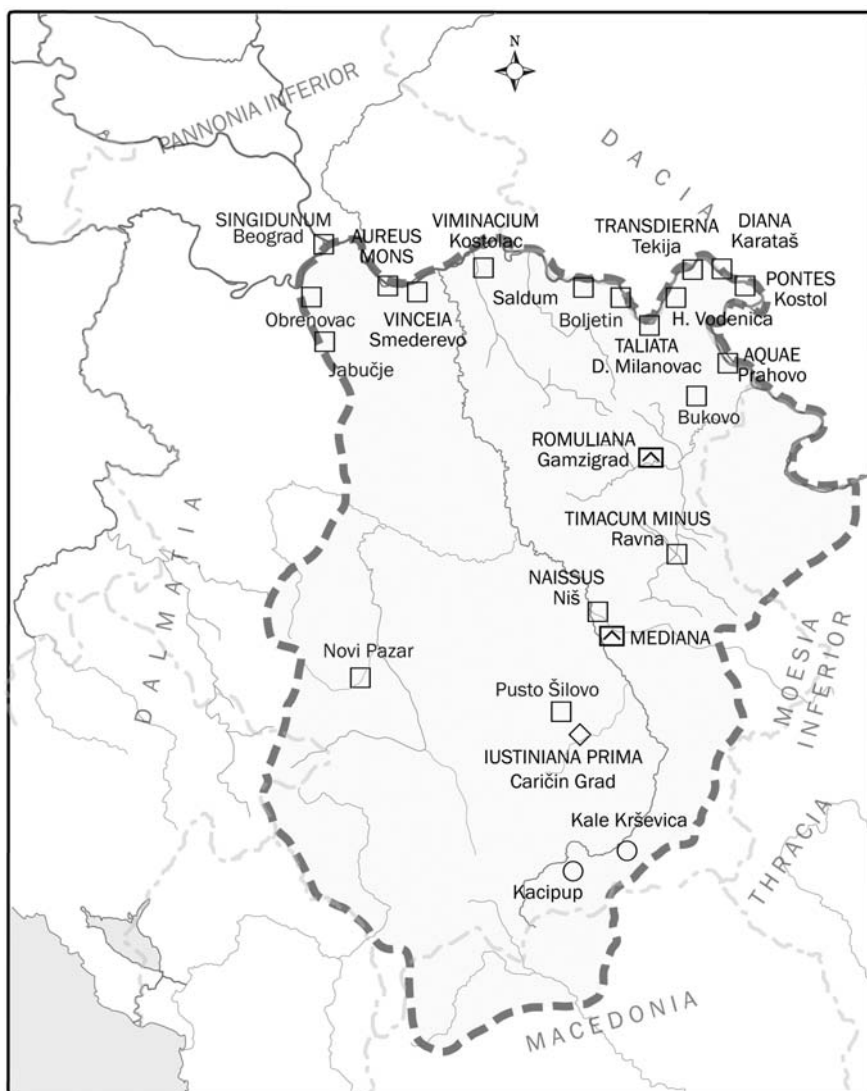 N
PANNONIA INFERIOR
DACIA
SINGIDUNUM
Beograd
AUREUS
MONS
VIMINACIUM
Kostolac
TRANSDIERNA
Tekija
DIANA
Karataš
PONTES
Kostol
Saldum
Obrenovac
VINCEIA
Smederevo
Boljetin
H. Vodenica
Jabučje
TALIATA
D. Milanovac
AQUAE
Prahovo
Bukovo
ROMULIANA
Gamzigrad
DALMATIA
TIMACUM MINUS
Ravna
NAISSUS
Niš
MEDIANA
Novi Pazar
MOESIA
INFERIOR
Pusto Šilovo
IUSTINIANA PRIMA
Caričin Grad
Kale Krševica
THRACIA
Kacipup
MACEDONIA